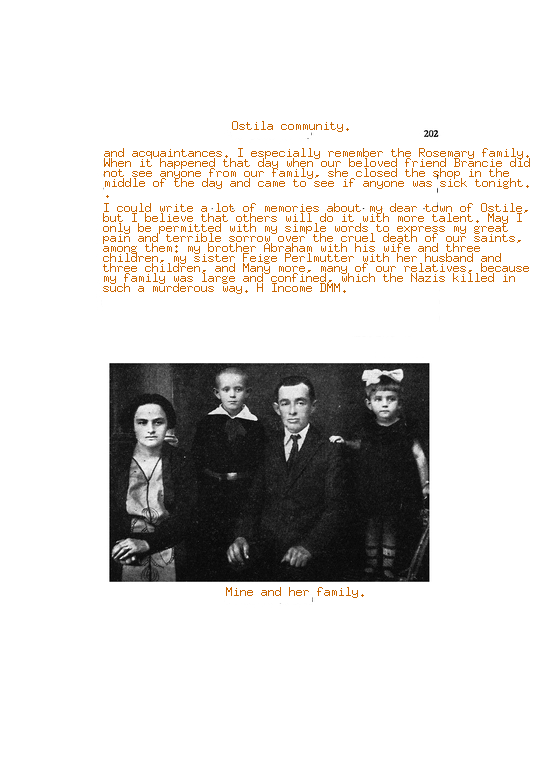 Ostila community.
202
and acquaintances. I especially remember the Rosemary family.
When it happened that day when our beloved friend Brancie did
not see anyone from our family, she closed the shop in the
middle of the day and came to see if anyone was sick tonight.
I could write a lot of memories about my dear town of Ostile,
but I believe that others will do it with more talent. May I
only be permitted with my simple words to express my great
pain and terrible sorrow over the cruel death of our saints,
among them: my brother Abraham with his wife and three
children, my sister Feige Perlmutter with her husband and
three children, and Many more, many of our relatives, because
my family was large and confined, which the Nazis killed in
such a murderous way. H Income DMM.
Mine and her family.